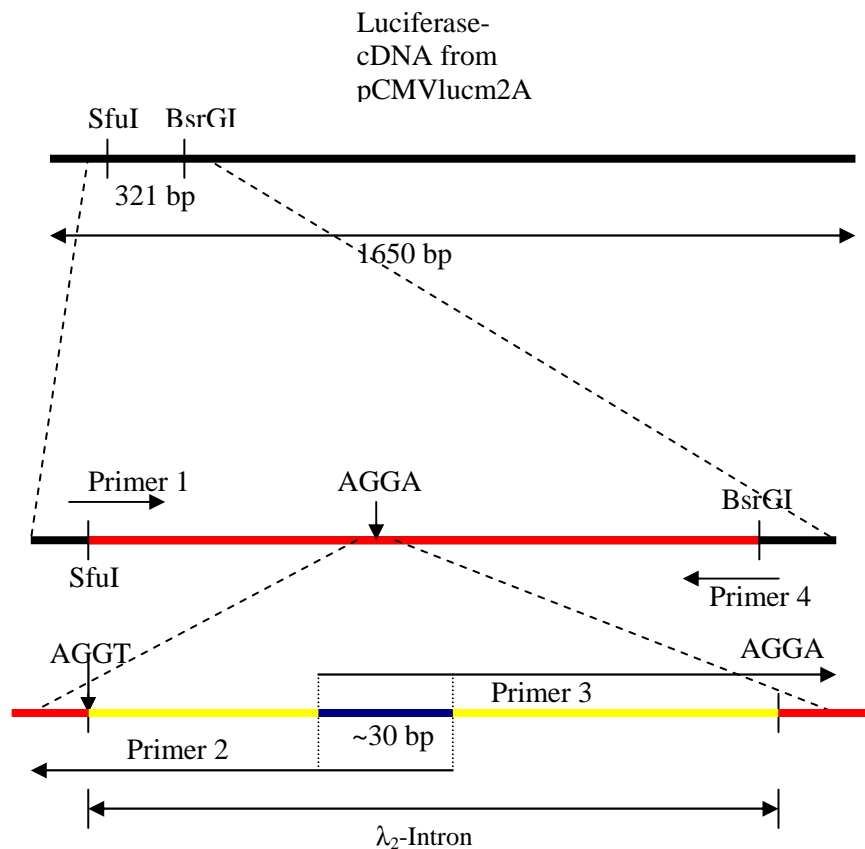 Luciferase-
cDNA from
pCMVlucm2A
SfuI BsrGI
321 bp
1650 bp
Primer 1
AGGA
BsrGI
SfuI
Primer 4
AGGT
AGGA
Primer 3
~30 bp
Primer 2
λ₂-Intron